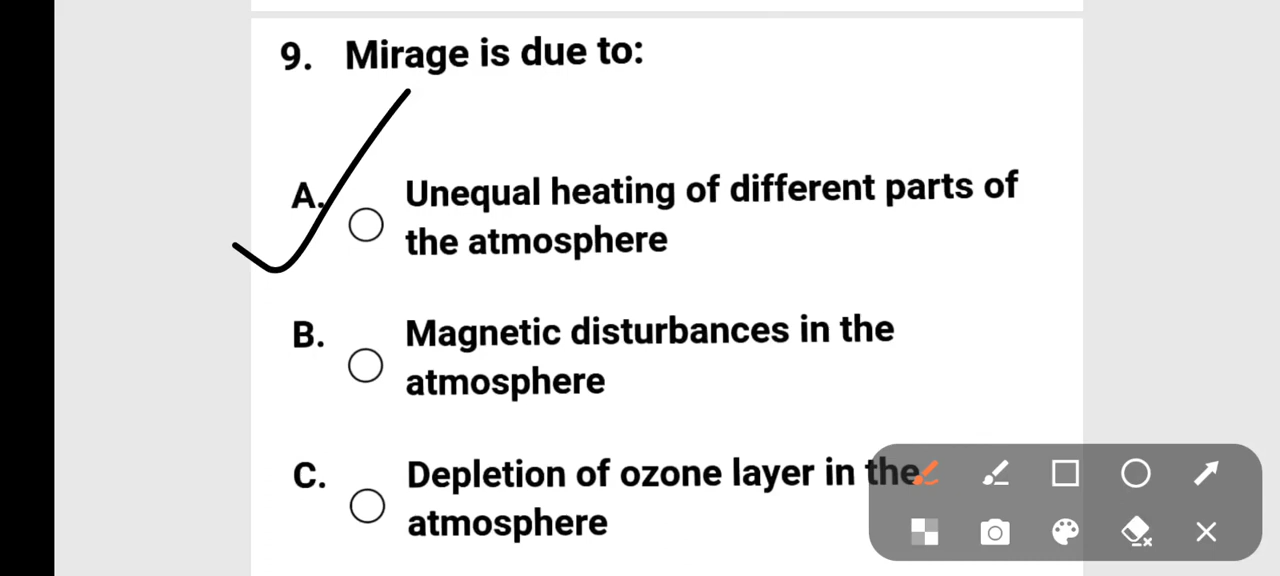 9. Mirage is due to:
A. Unequal heating of different parts of
the atmosphere
B. Magnetic disturbances in the
atmosphere
C. Depletion of ozone layer in the
atmosphere